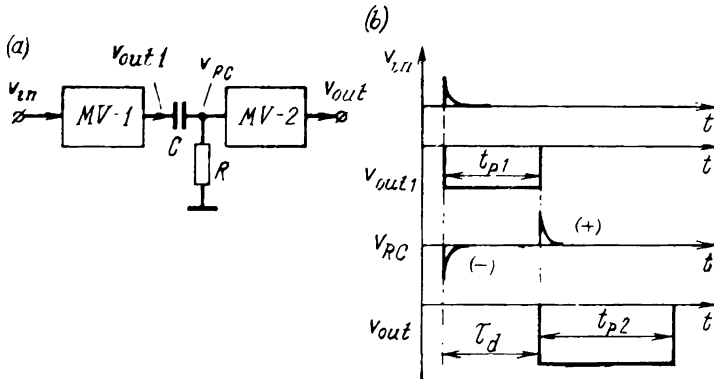 (a)
v_out1
v_RC
v_in
v_out
MV-1
MV-2
C
R
(b)
v_in
t
v_out1
t_p1
t
v_RC
(-)
(+)
t
v_out
τ_d
t_p2
t